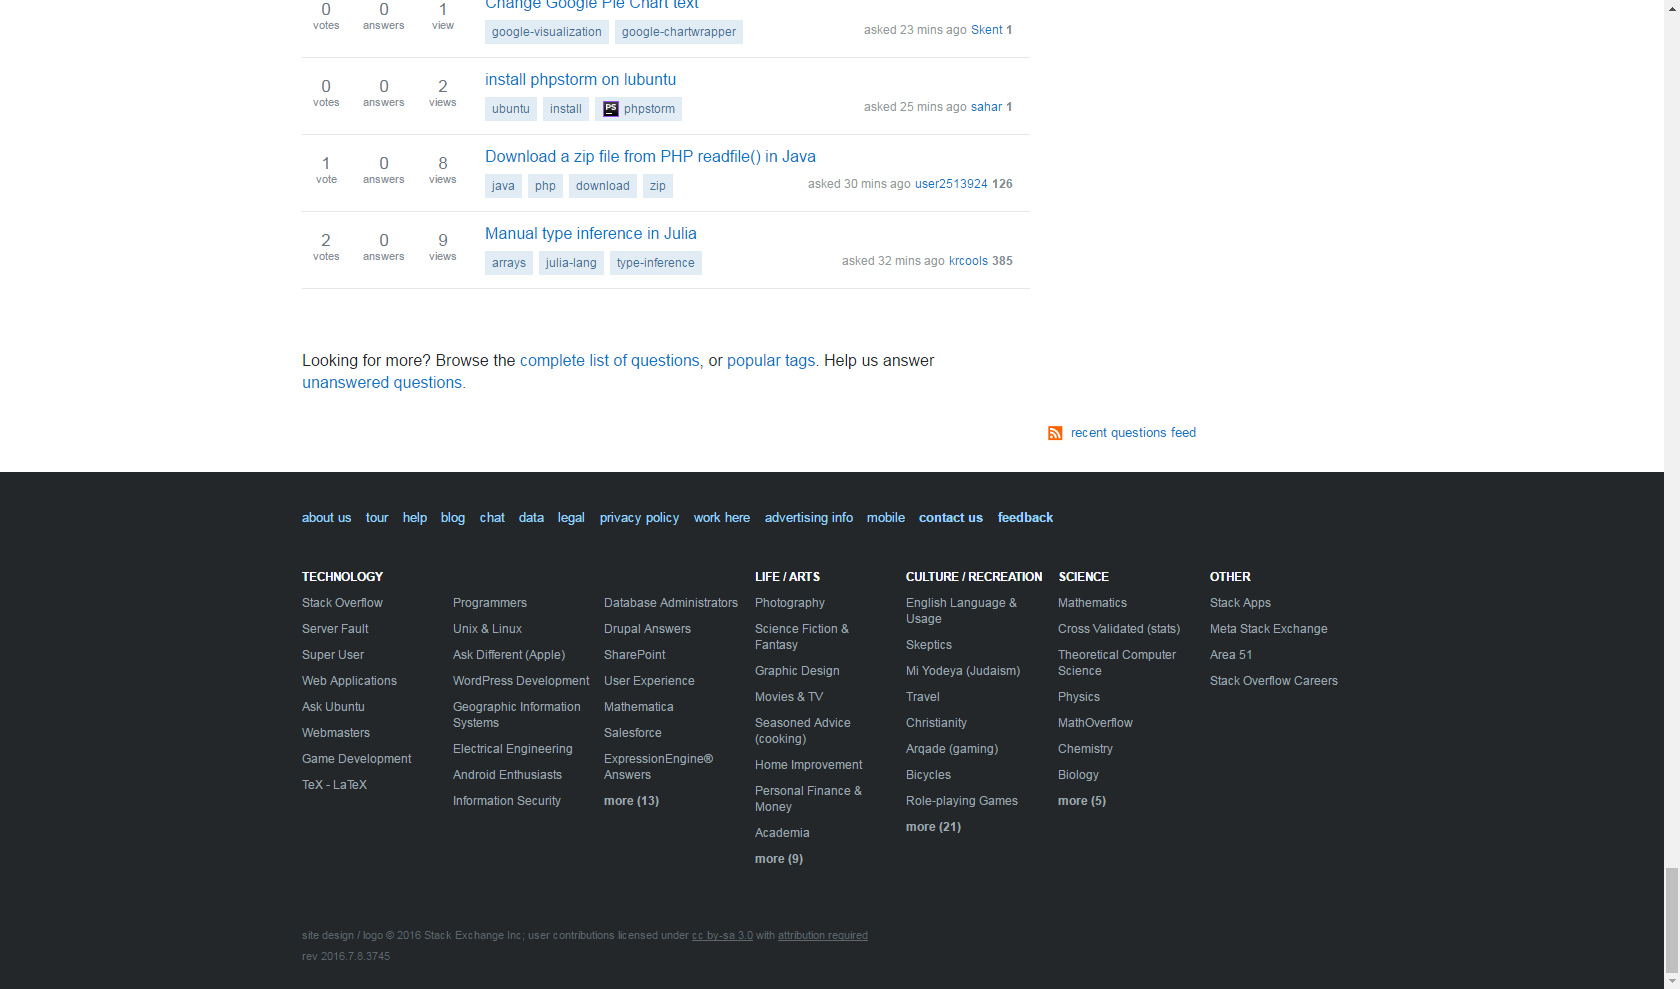 Change Google Pie Chart text
0 0 1
votes answers view
google-visualization google-chartwrapper
asked 23 mins ago Skent 1
install phpstorm on lubuntu
0 0 2
votes answers views
ubuntu install PS phpstorm
asked 25 mins ago sahar 1
Download a zip file from PHP readfile() in Java
1 0 8
vote answers views
java php download zip
asked 30 mins ago user2513924 126
Manual type inference in Julia
2 0 9
votes answers views
arrays julia-lang type-inference
asked 32 mins ago krcools 385
Looking for more? Browse the complete list of questions, or popular tags. Help us answer
unanswered questions.
recent questions feed
about us tour help blog chat data legal privacy policy work here advertising info mobile contact us feedback
TECHNOLOGY
Stack Overflow
Server Fault
Super User
Web Applications
Ask Ubuntu
Webmasters
Game Development
TeX - LaTeX
Programmers
Unix & Linux
Ask Different (Apple)
WordPress Development
Geographic Information
Systems
Electrical Engineering
Android Enthusiasts
Information Security
Database Administrators
Drupal Answers
SharePoint
User Experience
Mathematica
Salesforce
ExpressionEngine®
Answers
more (13)
LIFE / ARTS
Photography
Science Fiction &
Fantasy
Graphic Design
Movies & TV
Seasoned Advice
(cooking)
Home Improvement
Personal Finance &
Money
Academia
more (9)
CULTURE / RECREATION
English Language &
Usage
Skeptics
Mi Yodeya (Judaism)
Travel
Christianity
Arqade (gaming)
Bicycles
Role-playing Games
more (21)
SCIENCE
Mathematics
Cross Validated (stats)
Theoretical Computer
Science
Physics
MathOverflow
Chemistry
Biology
more (5)
OTHER
Stack Apps
Meta Stack Exchange
Area 51
Stack Overflow Careers
site design / logo © 2016 Stack Exchange Inc; user contributions licensed under cc by-sa 3.0 with attribution required
rev 2016.7.8.3745